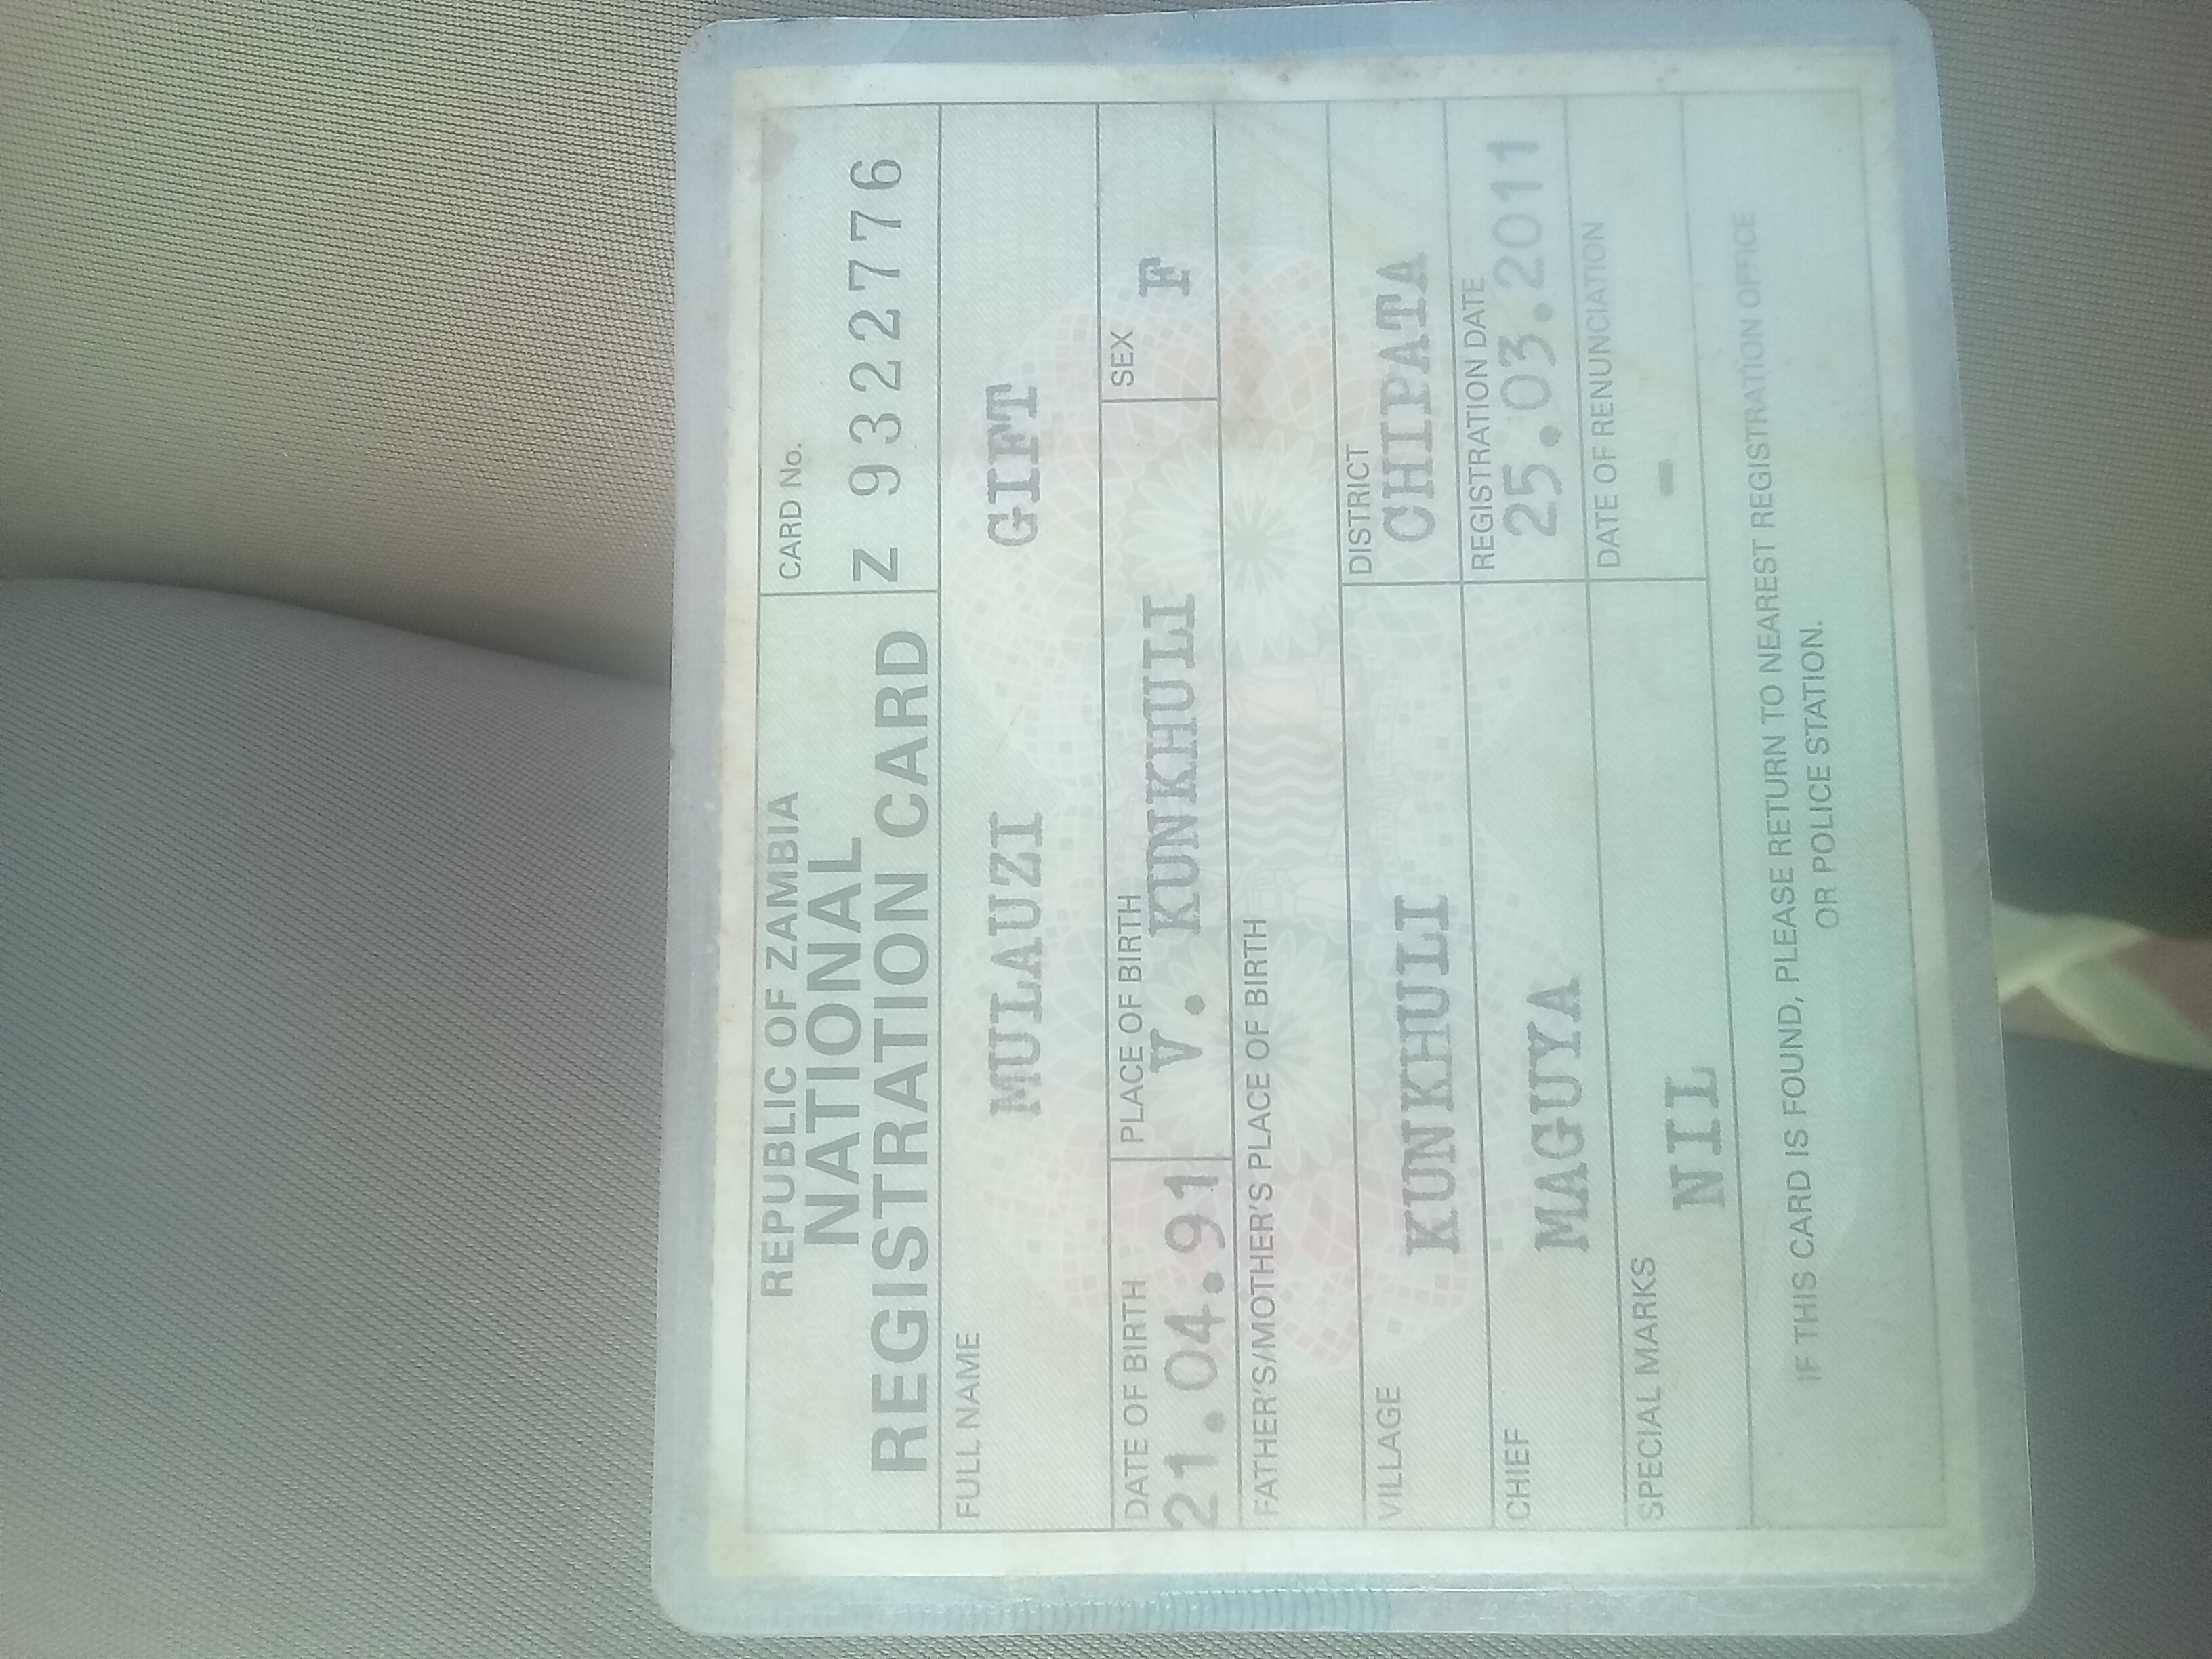 REPUBLIC OF ZAMBIA
NATIONAL
REGISTRATION CARD
CARD No.
Z 9322776
FULL NAME
MULAUZI GIFT
DATE OF BIRTH
21.04.91
PLACE OF BIRTH
V. KUNKHULI
SEX
F
FATHER'S/MOTHER'S PLACE OF BIRTH
VILLAGE
KUNKHULI
DISTRICT
CHIPATA
CHIEF
MAGUYA
REGISTRATION DATE
25.03.2011
SPECIAL MARKS
NIL
DATE OF RENUNCIATION
-
IF THIS CARD IS FOUND, PLEASE RETURN TO NEAREST REGISTRATION OFFICE
OR POLICE STATION.